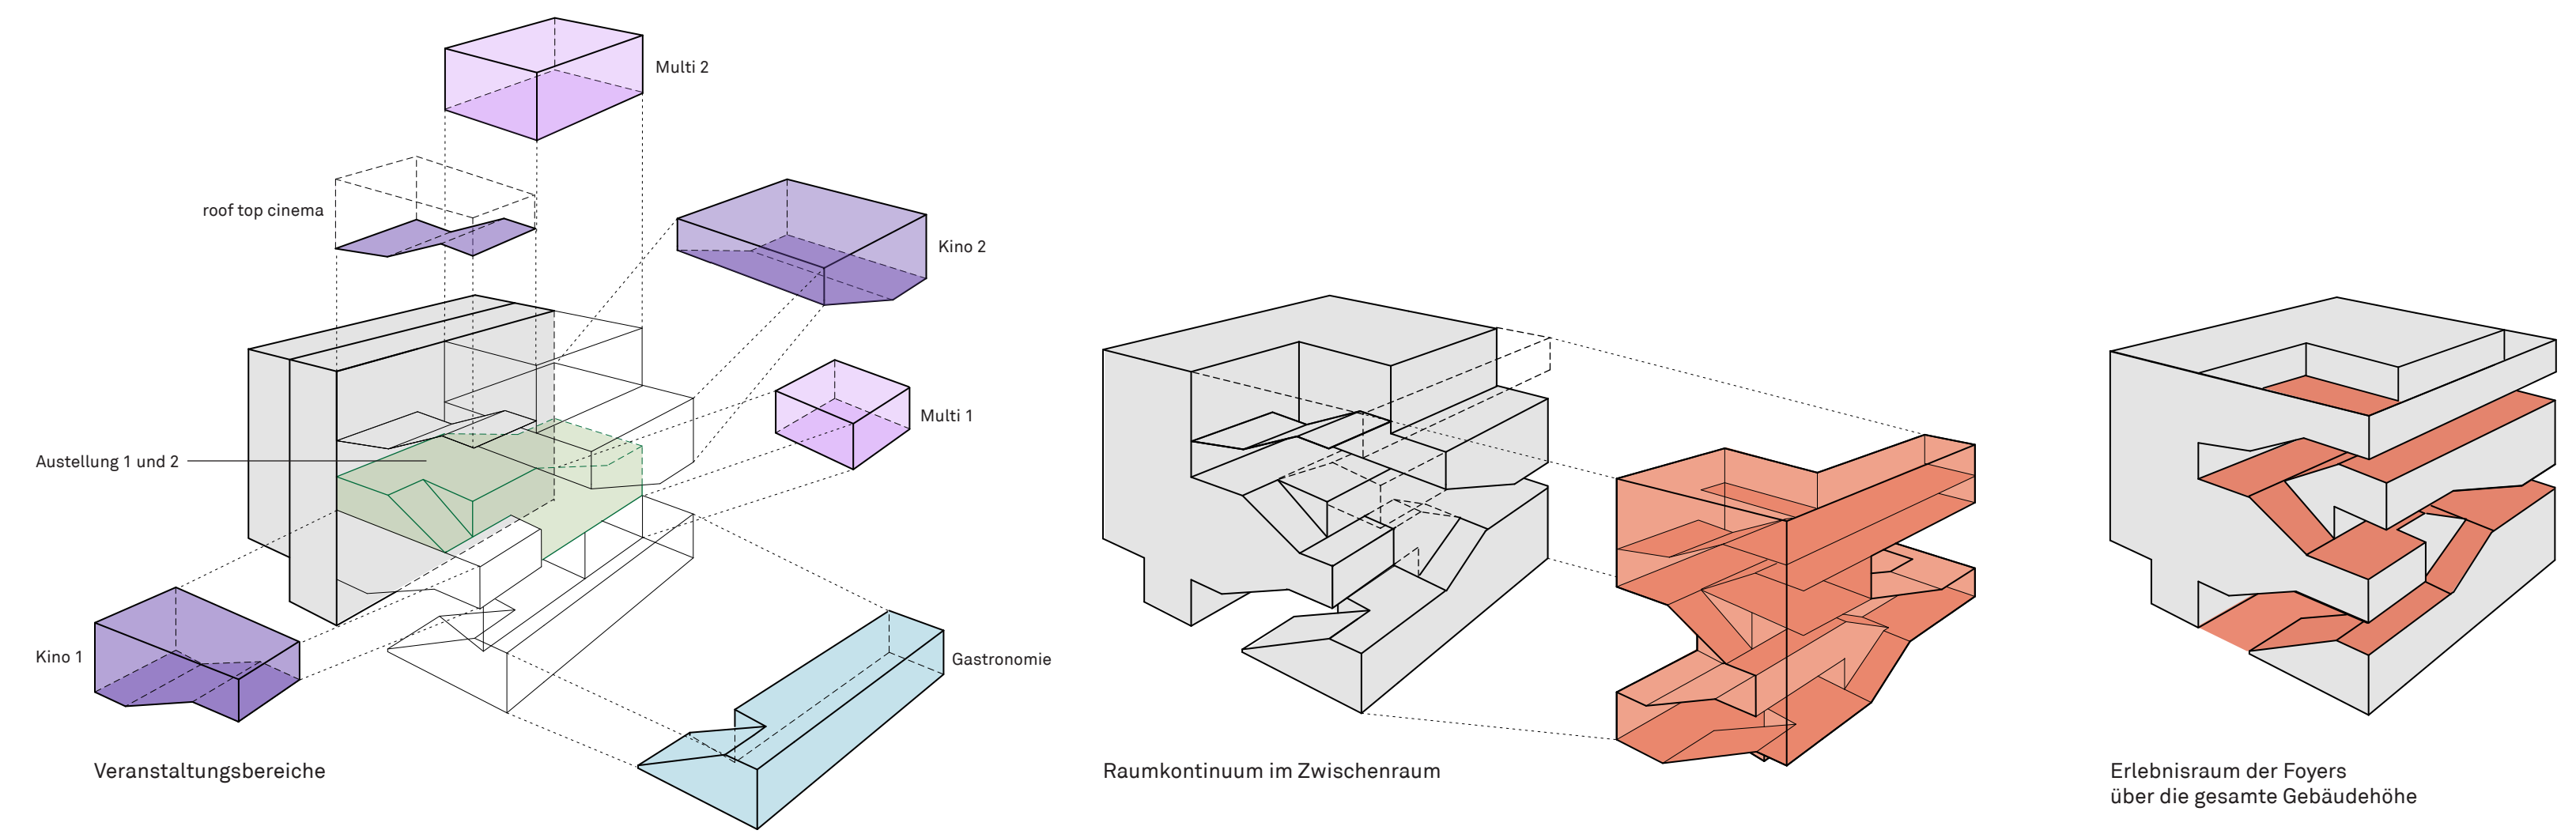 Multi 2
roof top cinema
Kino 2
Multi 1
Austellung 1 und 2
Kino 1
Gastronomie
Veranstaltungsbereiche
Raumkontinuum im Zwischenraum
Erlebnisraum der Foyers
über die gesamte Gebäudehöhe